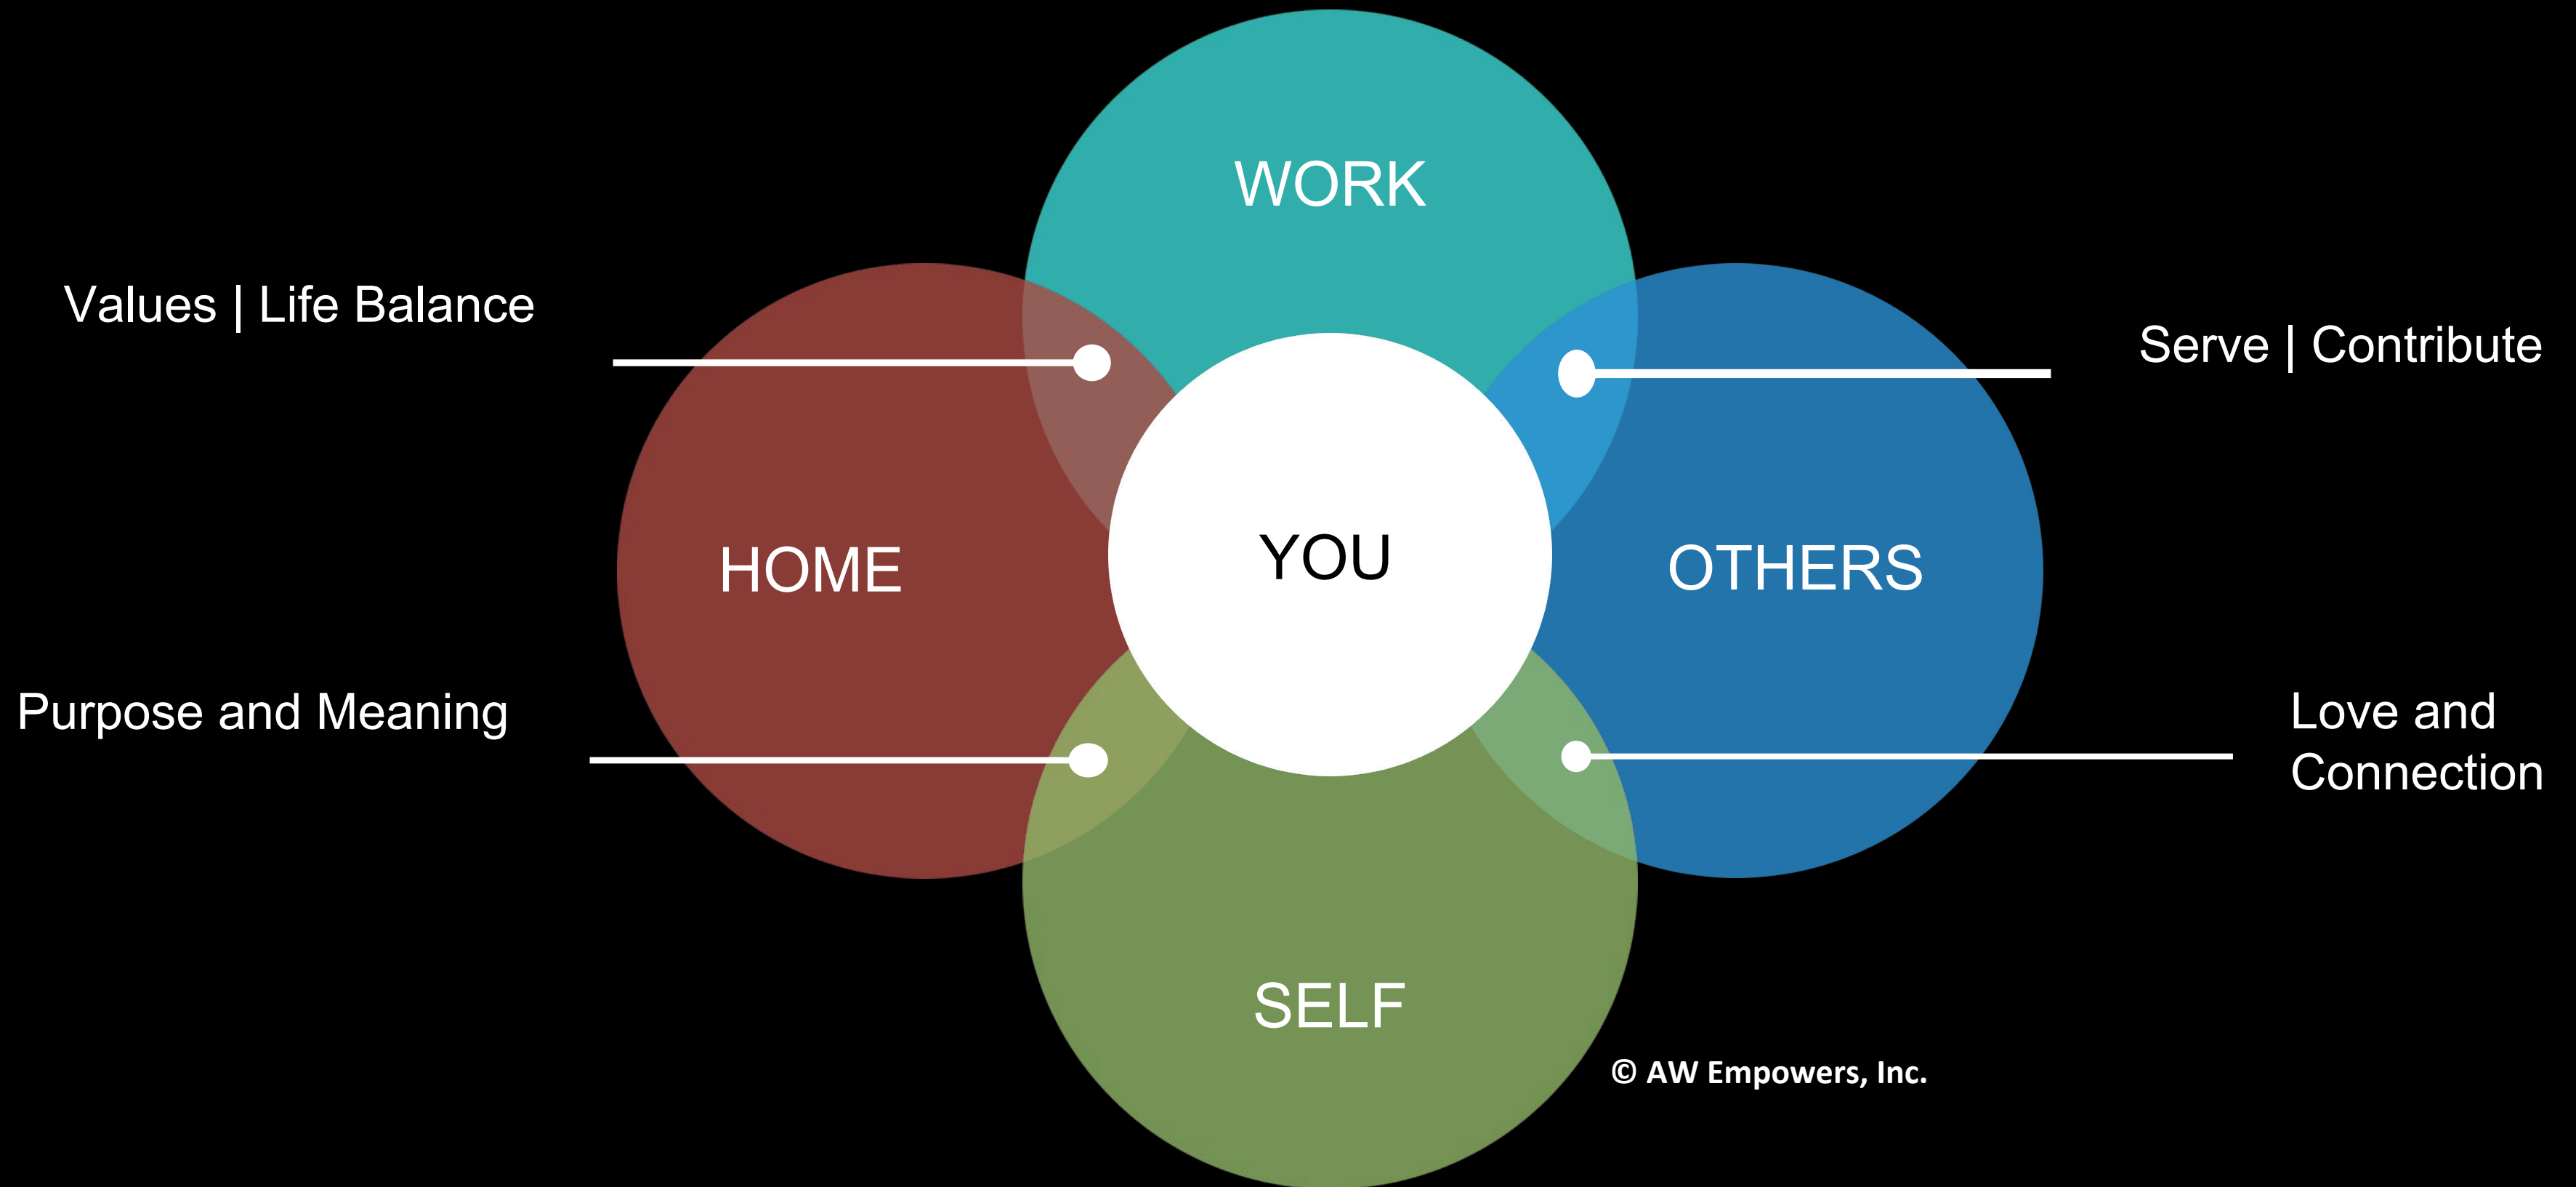 WORK
Values | Life Balance
Serve | Contribute
HOME
YOU
OTHERS
Purpose and Meaning
Love and
Connection
SELF
© AW Empowers, Inc.